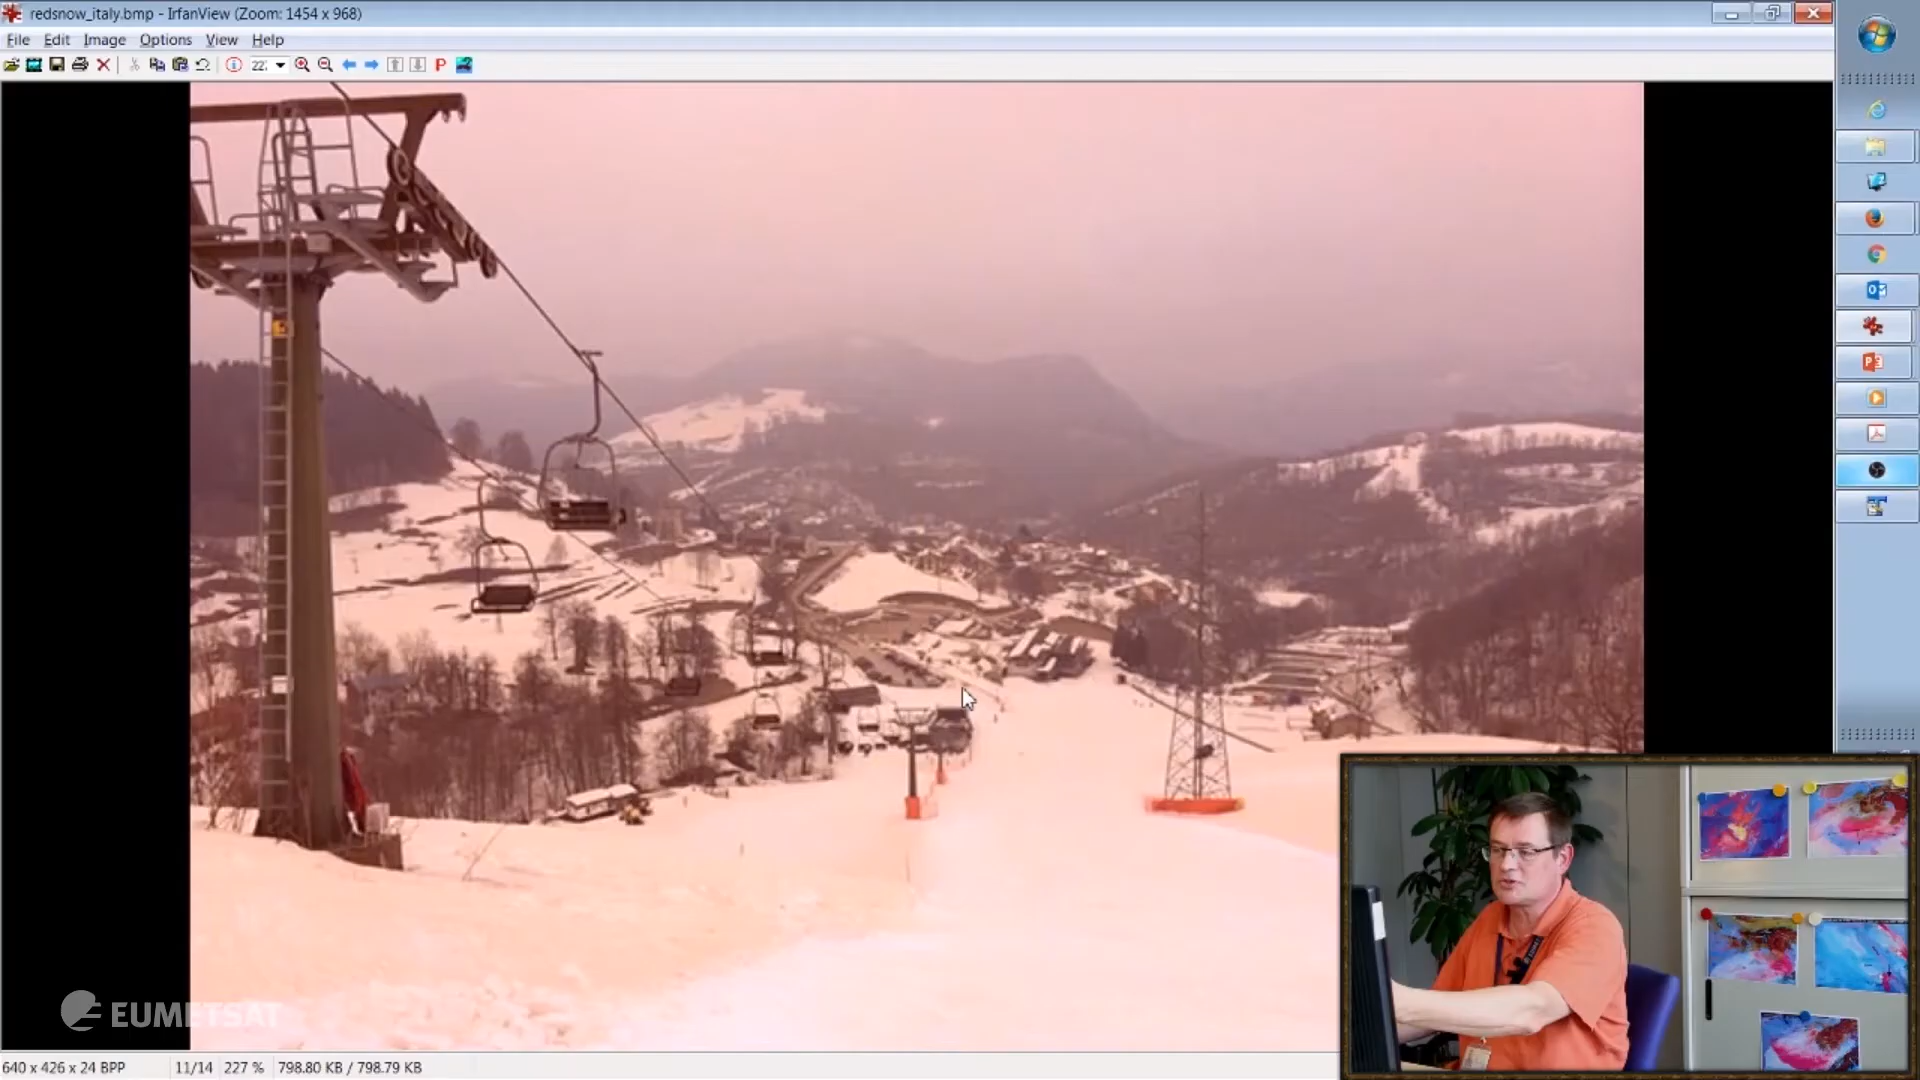 redsnow_italy.bmp - IrfanView (Zoom: 1454 x 968)
File Edit Image Options View Help
P
EUMETSAT
640 x 426 x 24 BPP 11/14 227 % 798.80 KB / 798.79 KB